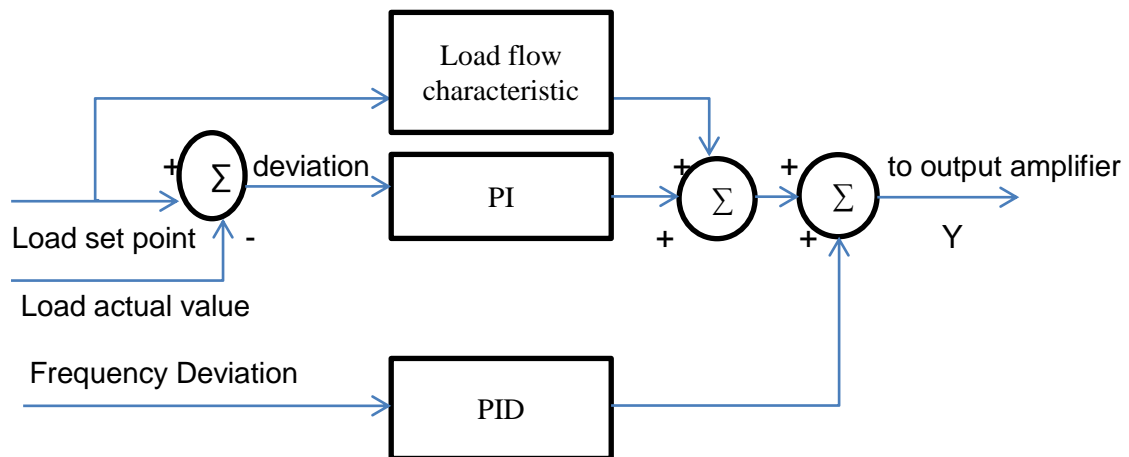 Load flow
characteristic
+
Σ
deviation
PI
+
+
Σ
+
+
Σ
to output amplifier
Y
Load set point
-
Load actual value
Frequency Deviation
PID